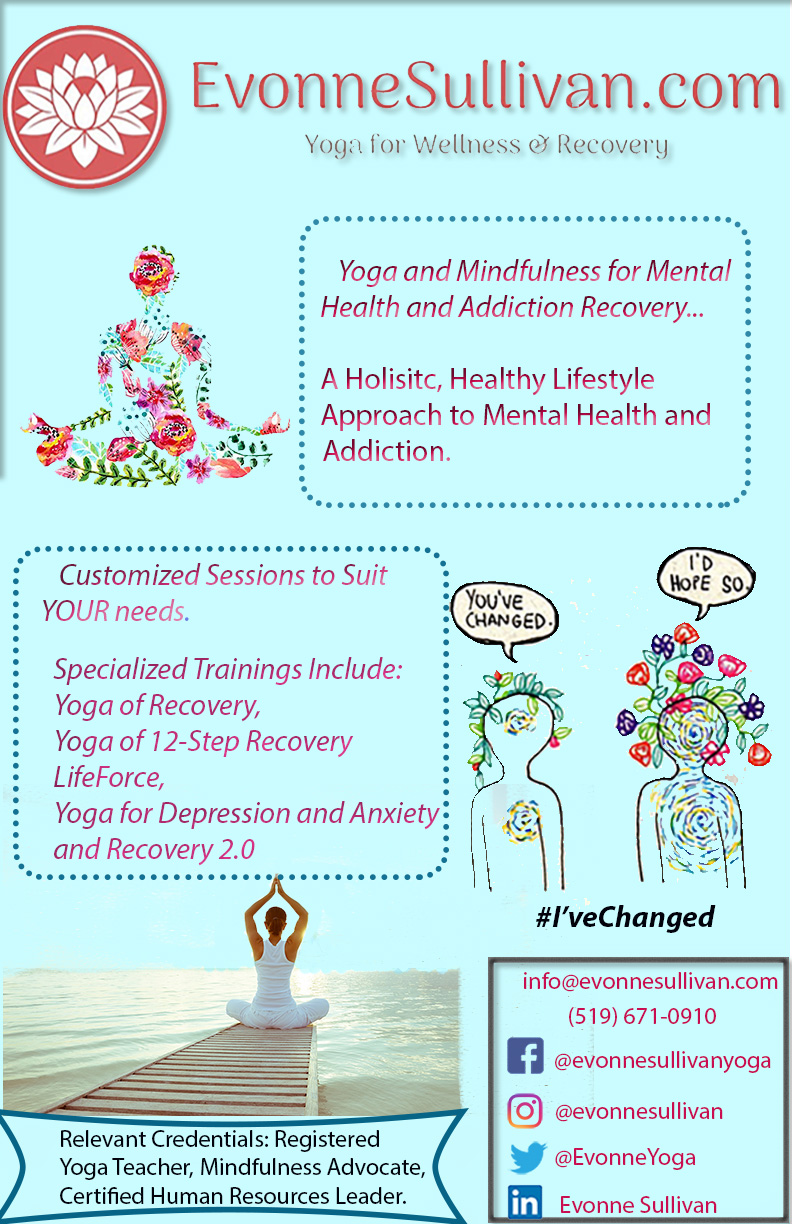 EvonneSullivan.com
Yoga for Wellness & Recovery
Yoga and Mindfulness for Mental
Health and Addiction Recovery...
A Holisitc, Healthy Lifestyle
Approach to Mental Health and
Addiction.
Customized Sessions to Suit
YOUR needs.
Specialized Trainings Include:
Yoga of Recovery,
Yoga of 12-Step Recovery
LifeForce,
Yoga for Depression and Anxiety
and Recovery 2.0
YOU'VE
CHANGED.
I'D
HOPE SO.
#I'veChanged
info@evonnesullivan.com
(519) 671-0910
@evonnesullivanyoga
@evonnesullivan
@EvonneYoga
in Evonne Sullivan
Relevant Credentials: Registered
Yoga Teacher, Mindfulness Advocate,
Certified Human Resources Leader.